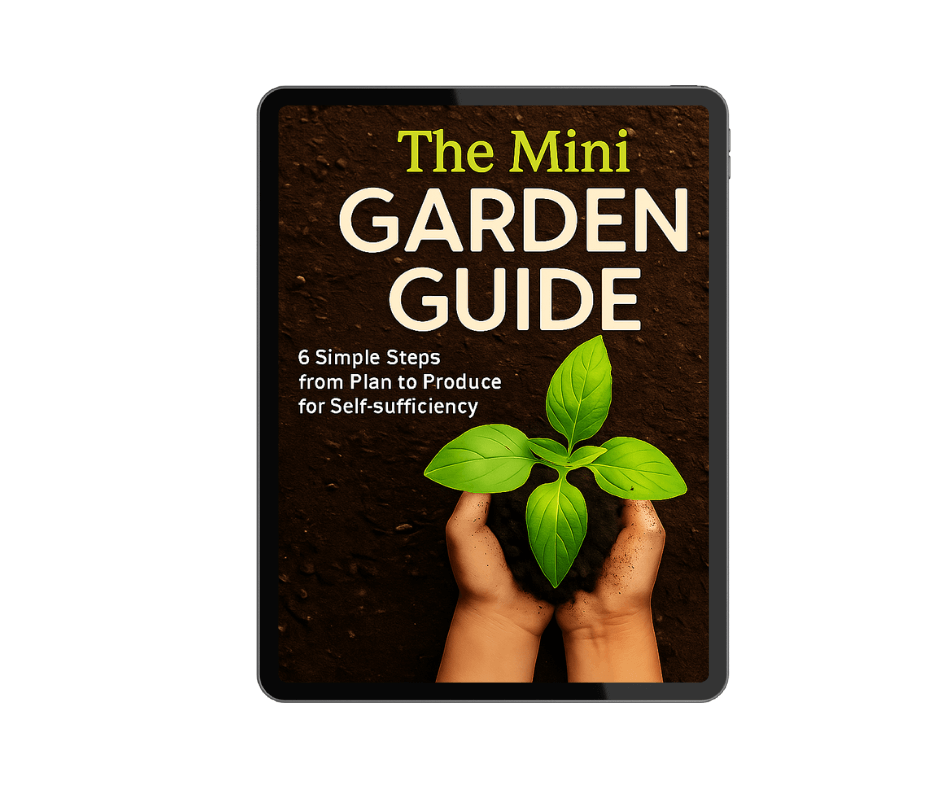 The Mini
GARDEN
GUIDE
6 Simple Steps
from Plan to Produce
for Self-sufficiency